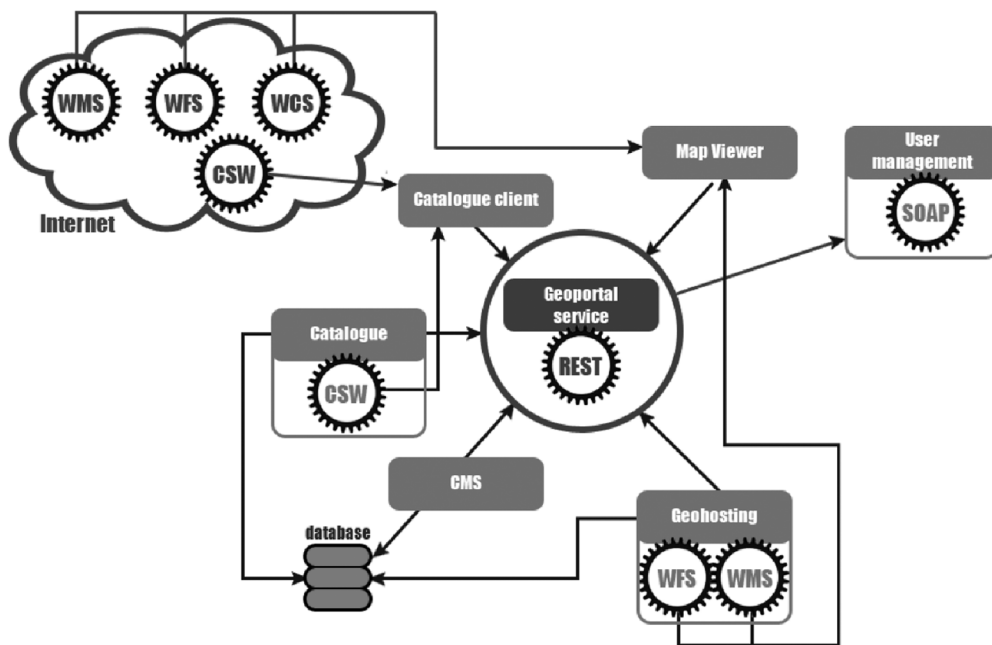 WMS
WFS
WCS
CSW
Internet
Map Viewer
User
management
SOAP
Catalogue client
Geoportal
service
REST
Catalogue
CSW
CMS
database
Geohosting
WFS
WMS